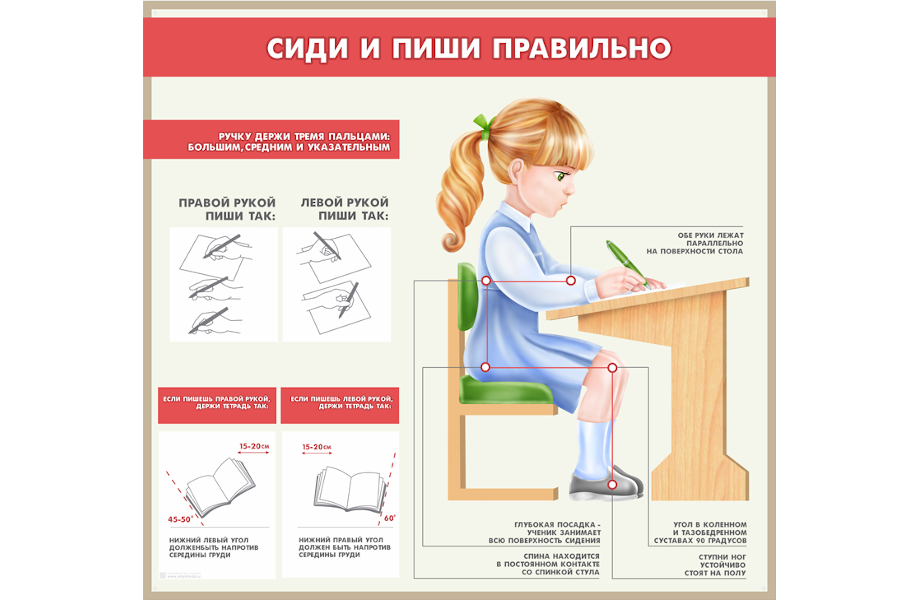 СИДИ И ПИШИ ПРАВИЛЬНО
РУЧКУ ДЕРЖИ ТРЕМЯ ПАЛЬЦАМИ:
БОЛЬШИМ, СРЕДНИМ И УКАЗАТЕЛЬНЫМ
ПРАВОЙ РУКОЙ
ПИШИ ТАК:
ЛЕВОЙ РУКОЙ
ПИШИ ТАК:
ОБЕ РУКИ ЛЕЖАТ
ПАРАЛЛЕЛЬНО
НА ПОВЕРХНОСТИ СТОЛА
ЕСЛИ ПИШЕШЬ ПРАВОЙ РУКОЙ,
ДЕРЖИ ТЕТРАДЬ ТАК:
ЕСЛИ ПИШЕШЬ ЛЕВОЙ РУКОЙ,
ДЕРЖИ ТЕТРАДЬ ТАК:
15-20СМ
45-50°
НИЖНИЙ ЛЕВЫЙ УГОЛ
ДОЛЖЕНБЫТЬ НАПРОТИВ
СЕРЕДИНЫ ГРУДИ
15-20СМ
60°
НИЖНИЙ ПРАВЫЙ УГОЛ
ДОЛЖЕН БЫТЬ НАПРОТИВ
СЕРЕДИНЫ ГРУДИ
ГЛУБОКАЯ ПОСАДКА -
УЧЕНИК ЗАНИМАЕТ
ВСЮ ПОВЕРХНОСТЬ СИДЕНИЯ
СПИНА НАХОДИТСЯ
В ПОСТОЯННОМ КОНТАКТЕ
СО СПИНКОЙ СТУЛА
УГОЛ В КОЛЕННОМ
И ТАЗОБЕДРЕННОМ
СУСТАВАХ 90 ГРАДУСОВ
СТУПНИ НОГ
УСТОЙЧИВО
СТОЯТ НА ПОЛУ